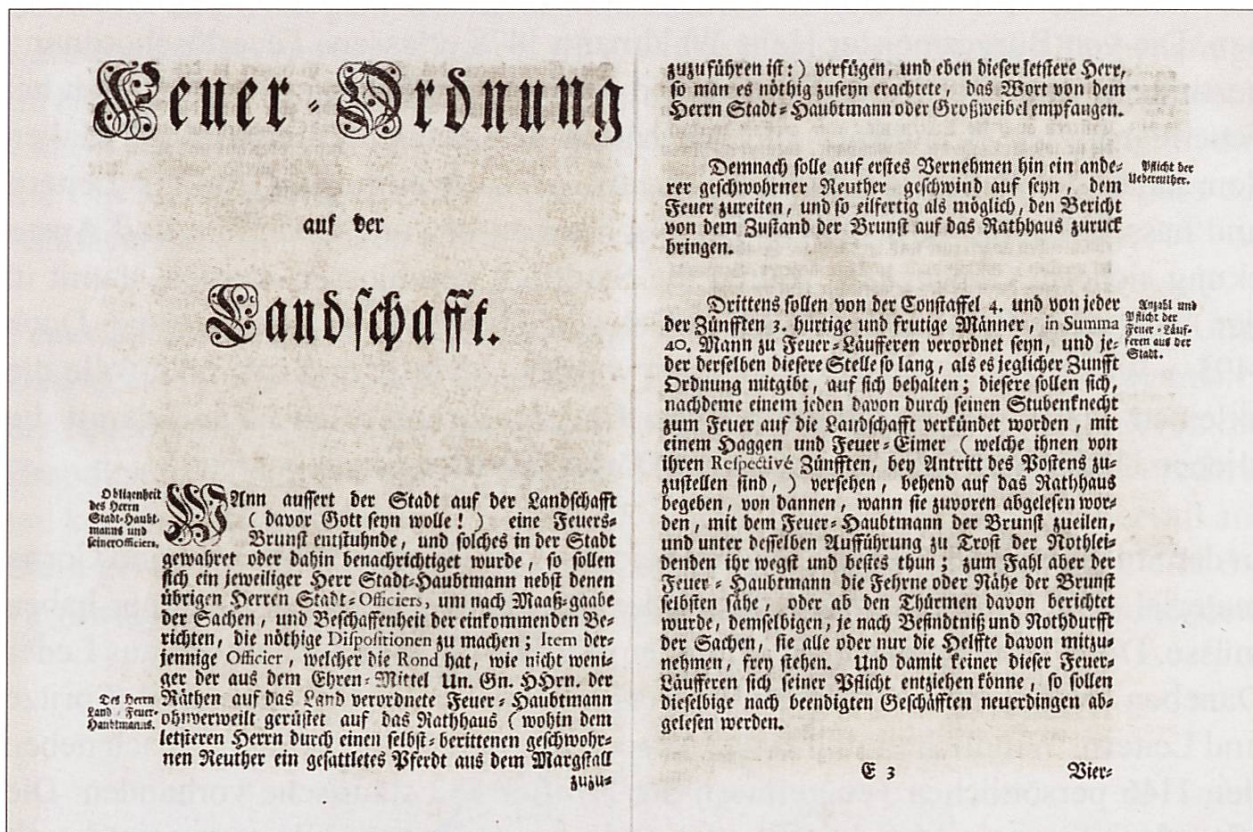 Feuer-Ordnung
auf der
Landschafft.
Obligenheit
des Herrn
Stadt-Haubt-
manns und
seiner Officiers.
WAnn aussert der Stadt auf der Landschafft
( davor Gott seyn wolle ! ) eine Feuers-
Brunst entstuhnde, und solches in der Stadt
gewahret oder dahin benachrichtiget wurde, so sollen
sich ein jeweiliger Herr Stadt-Haubtmann nebst denen
übrigen Herren Stadt-Officiers, um nach Maaß-gaabe
der Sachen, und Beschaffenheit der einkommenden Be-
richten, die nöthige Dispositionen zu machen; Item der-
jennige Officier, welcher die Rond hat, wie nicht weni-
ger der aus dem Ehren-Mittel Un. Gn. HHrn. der
Des Herrn
Land-Feuer-
Haubtmanns.
Räthen auf das Land verordnete Feuer-Haubtmann
ohnverweilt gerüstet auf das Rathhaus ( wohin dem
letsteren Herrn durch einen selbst-berittenen geschwohr-
nen Reuther ein gesattletes Pferdt aus dem Margstall
zuzu-
zuzuführen ist: ) verfügen, und eben dieser letstere Herr,
so man es nöthig zuseyn erachtete, das Wort von dem
Herrn Stadt-Haubtmann oder Großweibel empfangen.
Demnach solle auf erstes Vernehmen hin ein ande-
rer geschwohrner Reuther geschwind auf seyn, dem
Feuer zureiten, und so eilfertig als möglich, den Bericht
von dem Zustand der Brunst auf das Rathhaus zuruck
bringen.
Pflicht der
Uebereuther.
Drittens sollen von der Constaffel 4. und von jeder
der Zünfften 3. hurtige und frutige Männer, in Summa
40. Mann zu Feuer-Läufferen verordnet seyn, und je-
der derselben diesere Stelle so lang, als es jeglicher Zunfft
Ordnung mitgibt, auf sich behalten; diesere sollen sich,
nachdeme einem jeden davon durch seinen Stubenknecht
zum Feuer auf die Landschafft verkündet worden, mit
einem Haggen und Feuer-Eimer ( welche ihnen von
ihren Respectivé Zünfften, bey Antritt des Postens zu-
zustellen sind, ) versehen, behend auf das Rathhaus
begeben, von dannen, wann sie zuvoren abgelesen wor-
den, mit dem Feuer-Haubtmann der Brunst zueilen,
und unter desselben Aufführung zu Trost der Nothlei-
denden ihr wegst und bestes thun; zum Fahl aber der
Feuer-Haubtmann die Fehrne oder Nähe der Brunst
selbsten sähe, oder ab den Thürmen davon berichtet
wurde, demselbigen, je nach Befindtniß und Nothdurfft
der Sachen, sie alle oder nur die Helffte davon mitzu-
nehmen, frey stehen. Und damit keiner dieser Feuer-
Läufferen sich seiner Pflicht entziehen könne, so sollen
dieselbige nach beendigten Geschäfften neuerdingen ab-
gelesen werden.
Anzahl und
Pflicht der
Feuer-Läuf-
feren aus der
Stadt.
E 3
Vier-